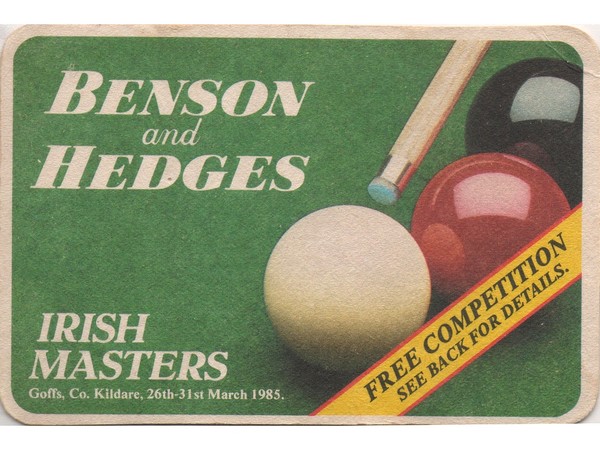 BENSON
and
HEDGES
IRISH
MASTERS
Goffs, Co. Kildare, 26th-31st March 1985.
FREE COMPETITION
SEE BACK FOR DETAILS.